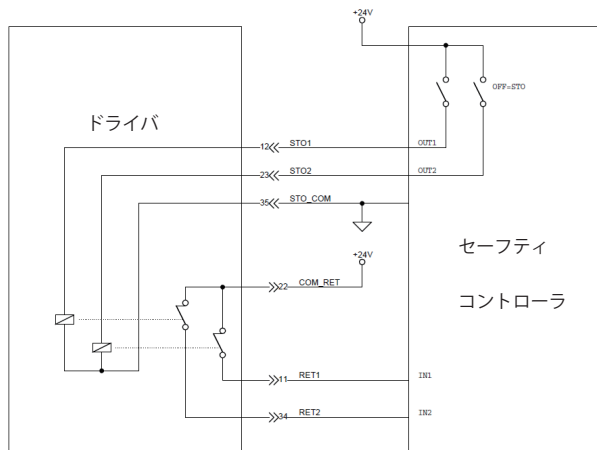 +24V
OFF=STO
ドライバ
12 STO1 OUT1
23 STO2 OUT2
35 STO_COM
セーフティ
+24V
22 COM_RET
コントローラ
11 RET1 IN1
34 RET2 IN2